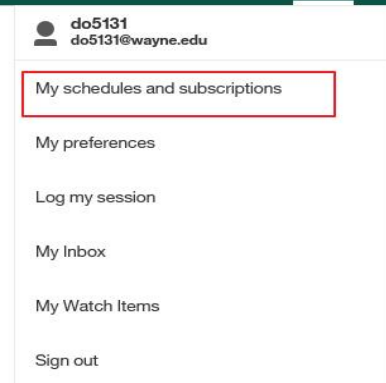 do5131
do5131@wayne.edu
My schedules and subscriptions
My preferences
Log my session
My Inbox
My Watch Items
Sign out